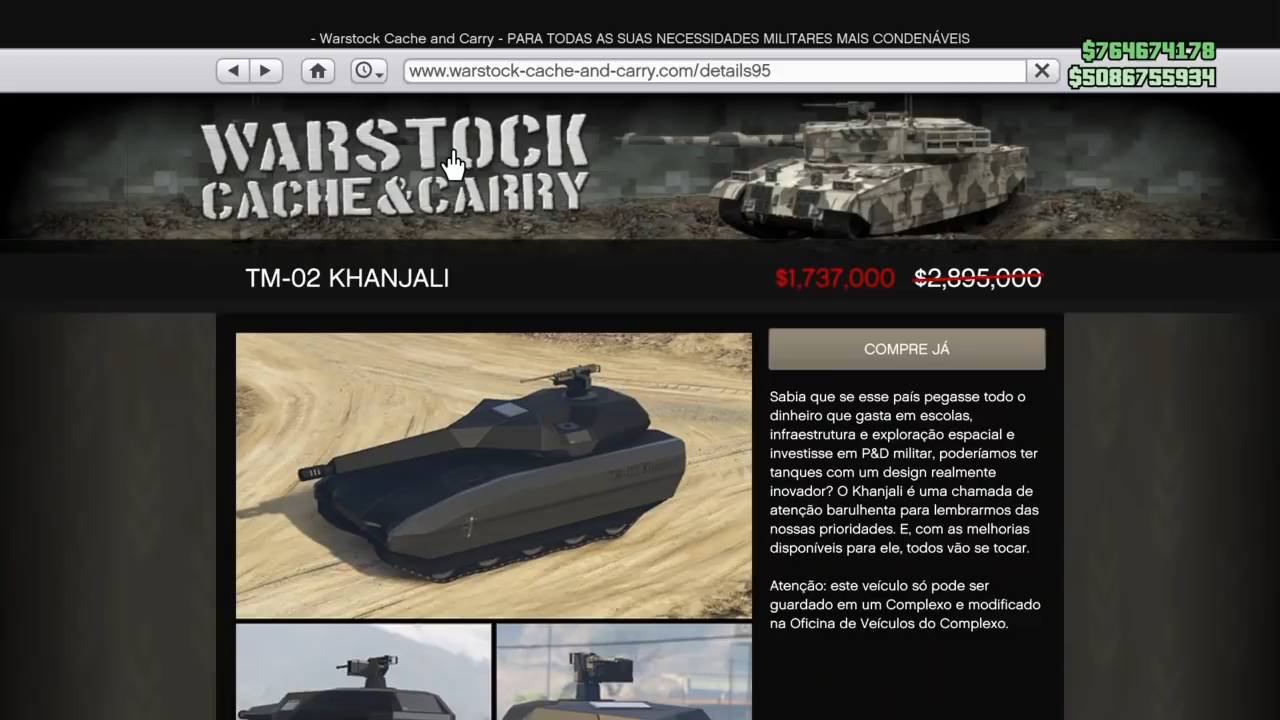 - Warstock Cache and Carry - PARA TODAS AS SUAS NECESSIDADES MILITARES MAIS CONDENÁVEIS
$764674178
www.warstock-cache-and-carry.com/details95
$5086755934
WARSTOCK
CACHE&CARRY
TM-02 KHANJALI
$1,737,000 $2,895,000
COMPRE JÁ
Sabia que se esse país pegasse todo o
dinheiro que gasta em escolas,
infraestrutura e exploração espacial e
investisse em P&D militar, poderíamos ter
tanques com um design realmente
inovador? O Khanjali é uma chamada de
atenção barulhenta para lembrarmos das
nossas prioridades. E, com as melhorias
disponíveis para ele, todos vão se tocar.
Atenção: este veículo só pode ser
guardado em um Complexo e modificado
na Oficina de Veículos do Complexo.
TM-02 KHANJALI